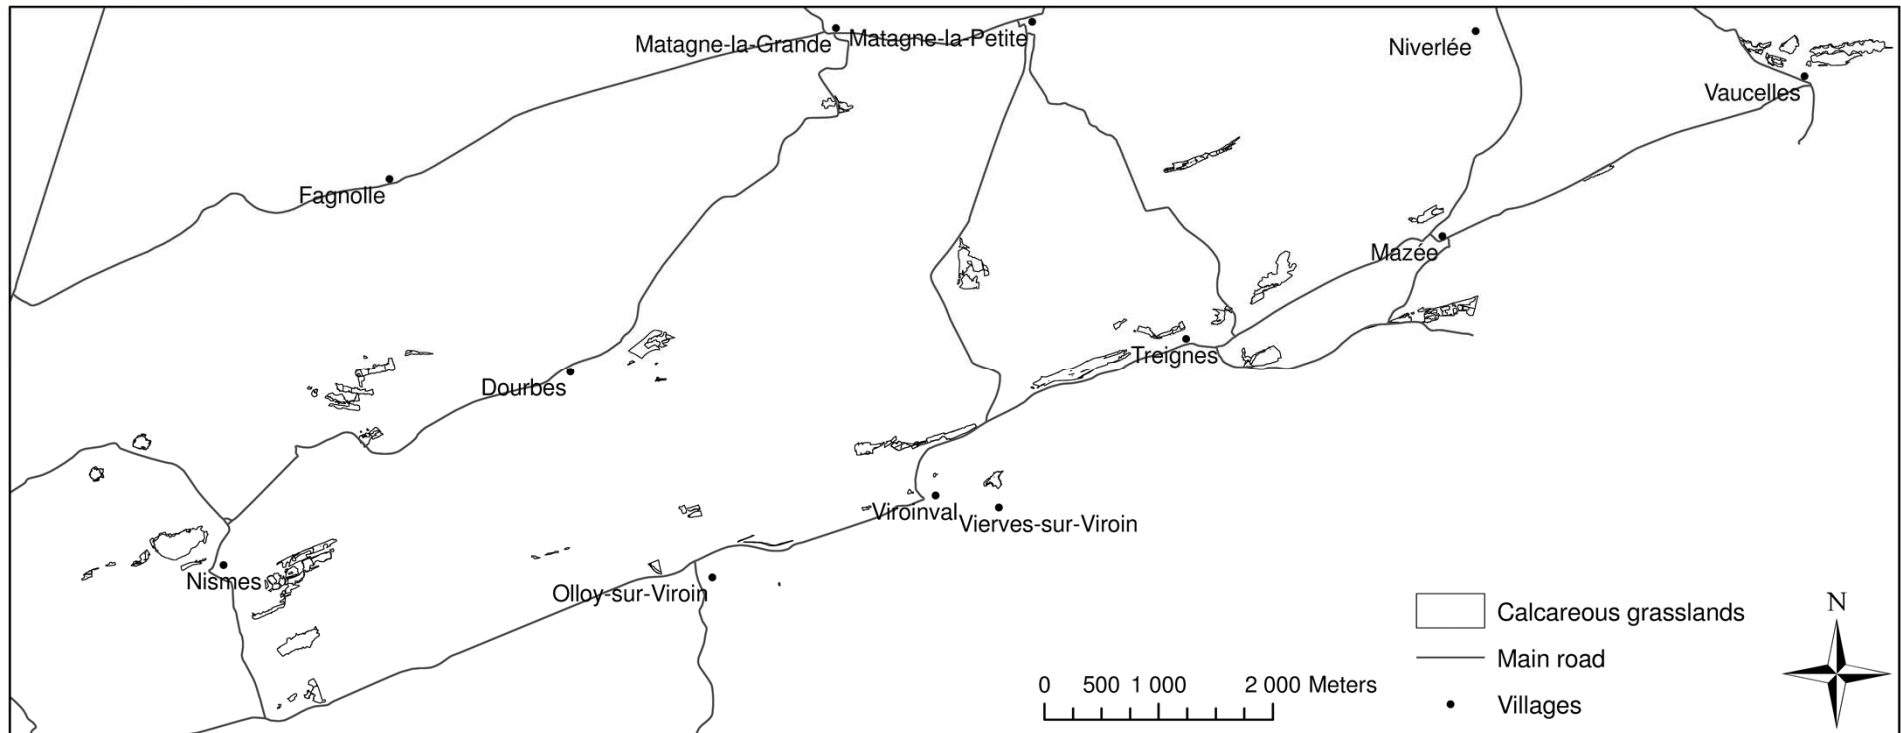 Matagne-la-Grande
Matagne-la-Petite
Niverlée
Vaucelles
Fagnolle
Mazée
Treignes
Dourbes
Viroinval
Vierves-sur-Viroin
Nismes
Olloy-sur-Viroin
Calcareous grasslands
Main road
Villages
N
0 500 1 000 2 000 Meters